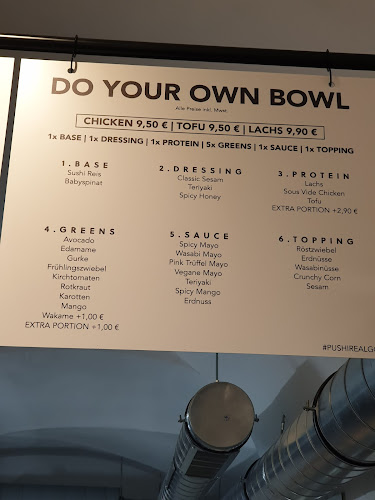 DO YOUR OWN BOWL
Alle Preise inkl. Mwst.
CHICKEN 9,50 € | TOFU 9,50 € | LACHS 9,90 €
1x BASE | 1x DRESSING | 1x PROTEIN | 5x GREENS | 1x SAUCE | 1x TOPPING
1. BASE
Sushi Reis
Babyspinat
2. DRESSING
Classic Sesam
Teriyaki
Spicy Honey
3. PROTEIN
Lachs
Sous Vide Chicken
Tofu
EXTRA PORTION +2,90 €
4. GREENS
Avocado
Edamame
Gurke
Frühlingszwiebel
Kirchtomaten
Rotkraut
Karotten
Mango
Wakame +1,00 €
EXTRA PORTION +1,00 €
5. SAUCE
Spicy Mayo
Wasabi Mayo
Pink Trüffel Mayo
Vegane Mayo
Teriyaki
Spicy Mango
Erdnuss
6. TOPPING
Röstzwiebel
Erdnüsse
Wasabinüsse
Crunchy Corn
Sesam
#PUSHIREALG